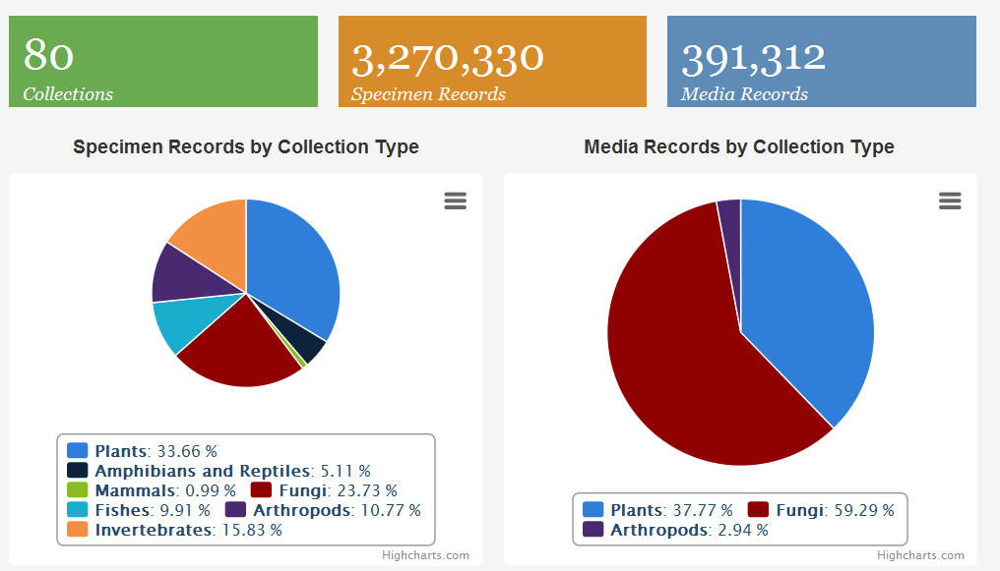 80
Collections
3,270,330
Specimen Records
391,312
Media Records
Specimen Records by Collection Type
Plants: 33.66 %
Amphibians and Reptiles: 5.11 %
Mammals: 0.99 % Fungi: 23.73 %
Fishes: 9.91 % Arthropods: 10.77 %
Invertebrates: 15.83 %
Highcharts.com
Media Records by Collection Type
Plants: 37.77 % Fungi: 59.29 %
Arthropods: 2.94 %
Highcharts.com